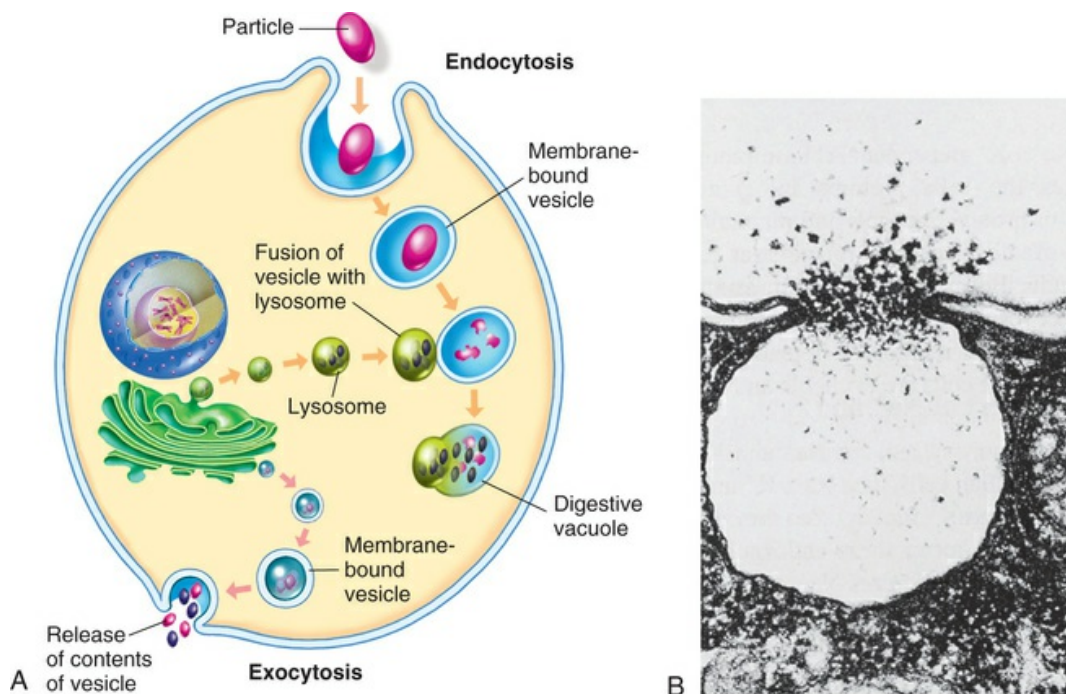 Particle
Endocytosis
Membrane-
bound
vesicle
Fusion of
vesicle with
lysosome
Lysosome
Digestive
vacuole
Membrane-
bound
vesicle
Release
of contents
of vesicle
Exocytosis
A
B